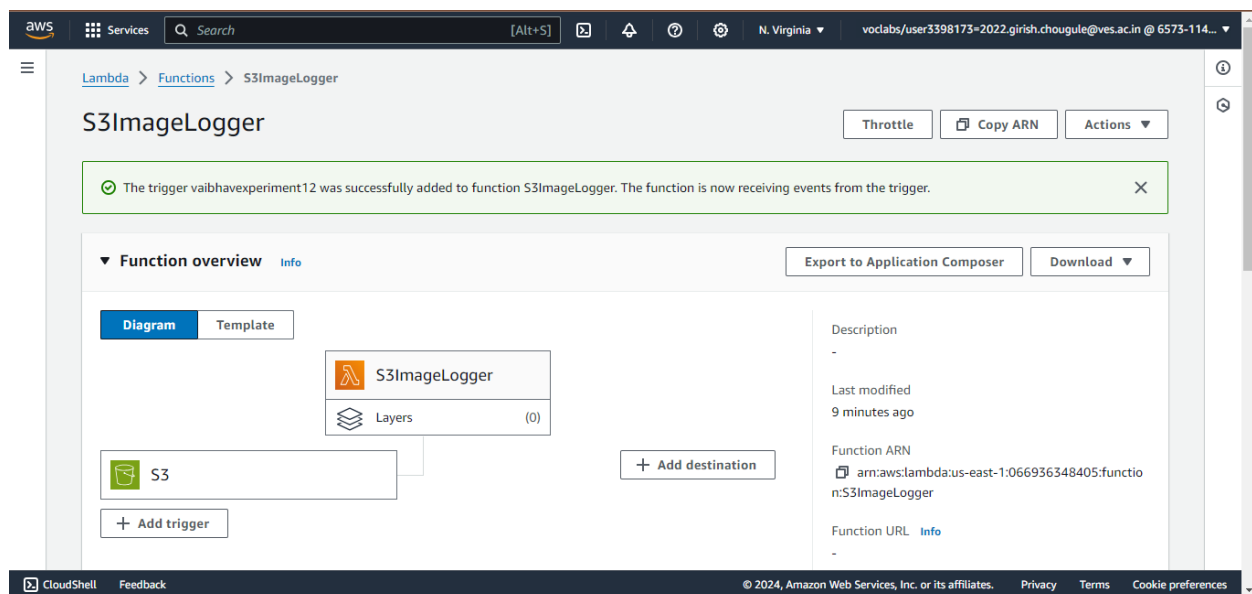 aws
Services
Search [Alt+S]
N. Virginia
voclabs/user3398173=2022.girish.chougule@ves.ac.in @ 6573-114...
Lambda > Functions > S3ImageLogger
S3ImageLogger
Throttle
Copy ARN
Actions
The trigger vaibhavexperiment12 was successfully added to function S3ImageLogger. The function is now receiving events from the trigger.
Function overview Info
Export to Application Composer
Download
Diagram
Template
S3ImageLogger
Layers (0)
S3
+ Add trigger
+ Add destination
Description
-
Last modified
9 minutes ago
Function ARN
arn:aws:lambda:us-east-1:066936348405:functio
n:S3ImageLogger
Function URL Info
-
CloudShell
Feedback
© 2024, Amazon Web Services, Inc. or its affiliates.
Privacy
Terms
Cookie preferences